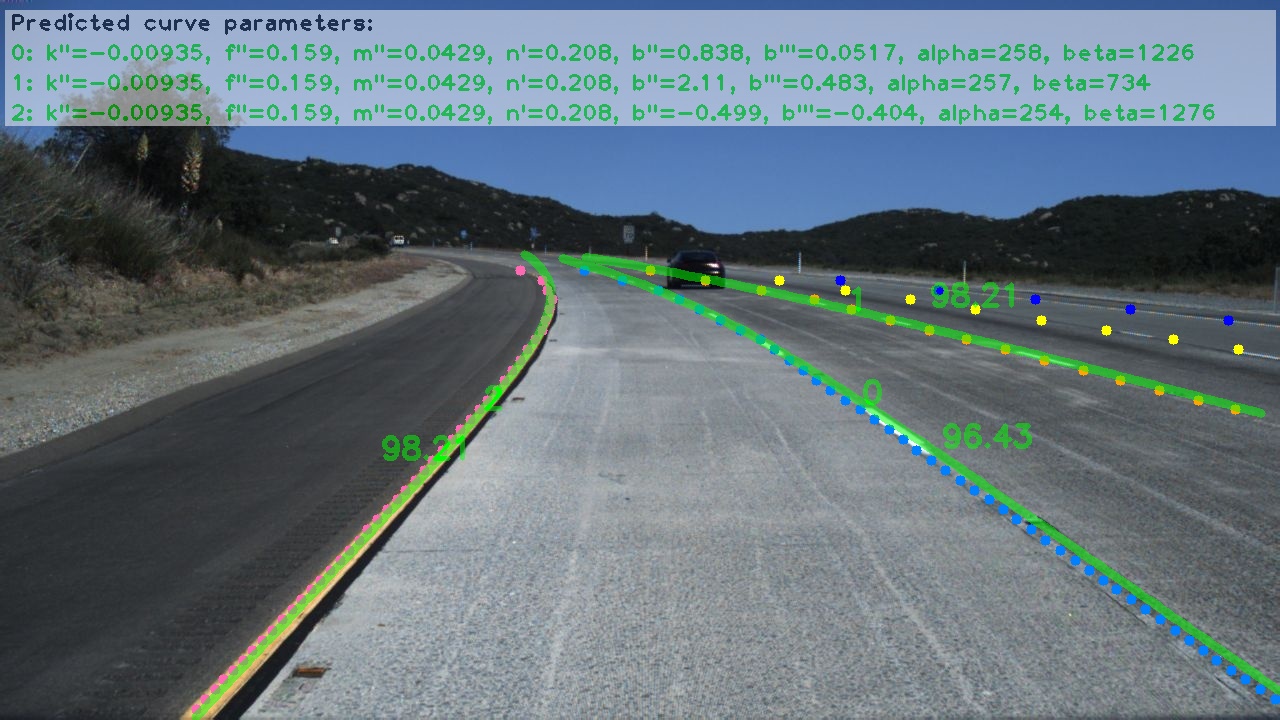 Predicted curve parameters:
0: k''=-0.00935, f''=0.159, m''=0.0429, n'=0.208, b''=0.838, b'''=0.0517, alpha=258, beta=1226
1: k''=-0.00935, f''=0.159, m''=0.0429, n'=0.208, b''=2.11, b'''=0.483, alpha=257, beta=734
2: k''=-0.00935, f''=0.159, m''=0.0429, n'=0.208, b''=-0.499, b'''=-0.404, alpha=254, beta=1276
1 98.21
0
96.43
2
98.21